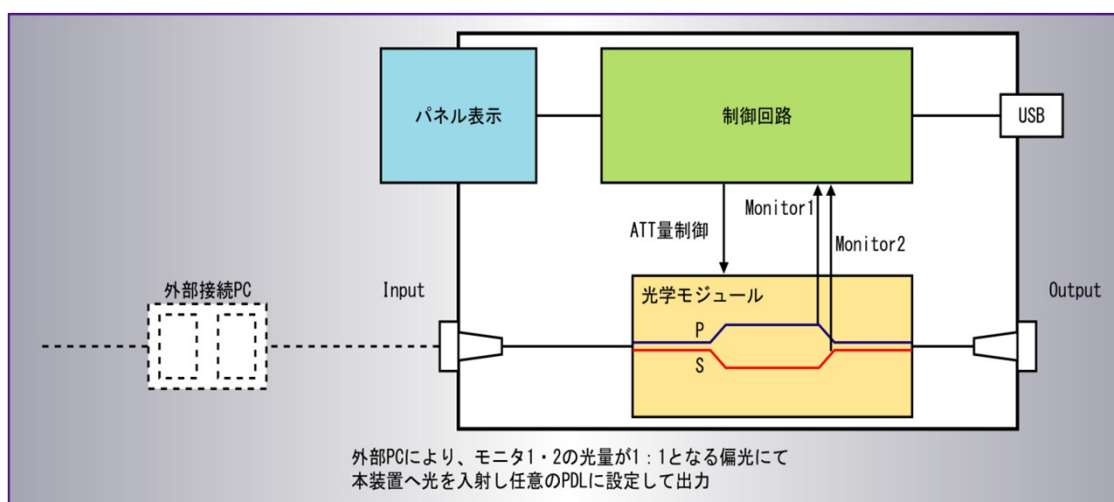 パネル表示
制御回路
USB
ATT量制御
Monitor1
Monitor2
外部接続PC
Input
光学モジュール
Output
P
S
外部PCにより、モニタ1・2の光量が1：1となる偏光にて
本装置へ光を入射し任意のPDLに設定して出力